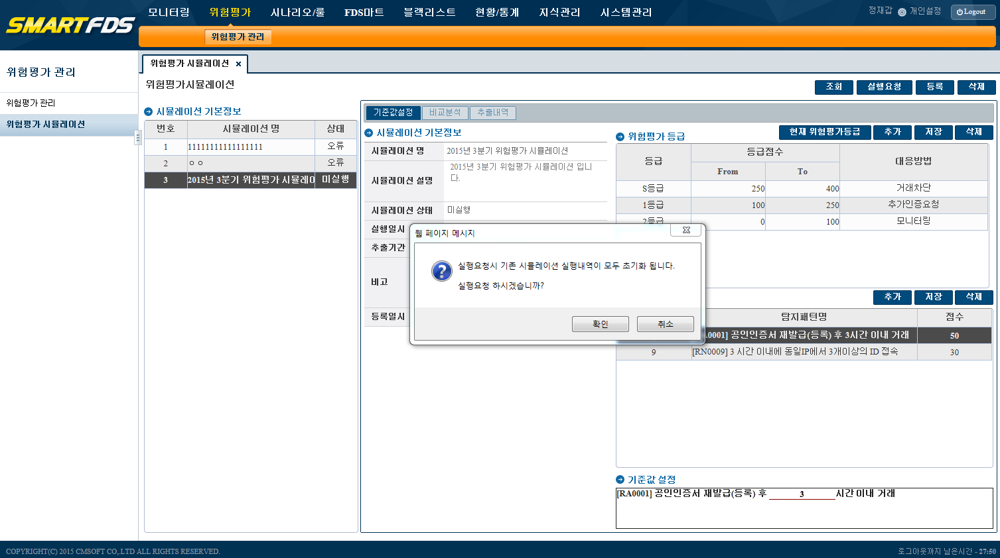 SMARTFDS
모니터링 위험평가 시나리오/룰 FDS마트 블랙리스트 현황/통계 지식관리 시스템관리
정재갑 개인설정 Logout
위험평가 관리
위험평가 관리
위험평가 관리
위험평가 시뮬레이션
위험평가 시뮬레이션 ×
위험평가시뮬레이션
조회 실행요청 등록 삭제
시뮬레이션 기본정보
번호 시뮬레이션 명 상태
1 11111111111111111 오류
2 ㅇㅇ 오류
3 2015년 3분기 위험평가 시뮬레이 미실행
기준값설정 비교분석 추출내역
시뮬레이션 기본정보
시뮬레이션 명 2015년 3분기 위험평가 시뮬레이션
시뮬레이션 설명 2015년 3분기 위험평가 시뮬레이션 입니
다.
시뮬레이션 상태 미실행
실행일시
추출기간
비고
등록일시
위험평가 등급
현재 위험평가등급 추가 저장 삭제
등급 등급점수 대응방법
From To
S등급 250 400 거래차단
1등급 100 250 추가인증요청
2등급 0 100 모니터링
웹 페이지 메시지
실행요청시 기존 시뮬레이션 실행내역이 모두 초기화 됩니다.
실행요청 하시겠습니까?
확인 취소
추가 저장 삭제
탐지패턴명 점수
0001] 공인인증서 재발급(등록) 후 3시간 이내 거래 50
9 [RN0009] 3 시간 이내에 동일IP에서 3개이상의 ID 접속 30
기준값 설정
[RA0001] 공인인증서 재발급(등록) 후 3 시간 이내 거래
COPYRIGHT(C) 2015 CMSOFT CO,.LTD ALL RIGHTS RESERVED.
로그아웃까지 남은시간 - 27:50